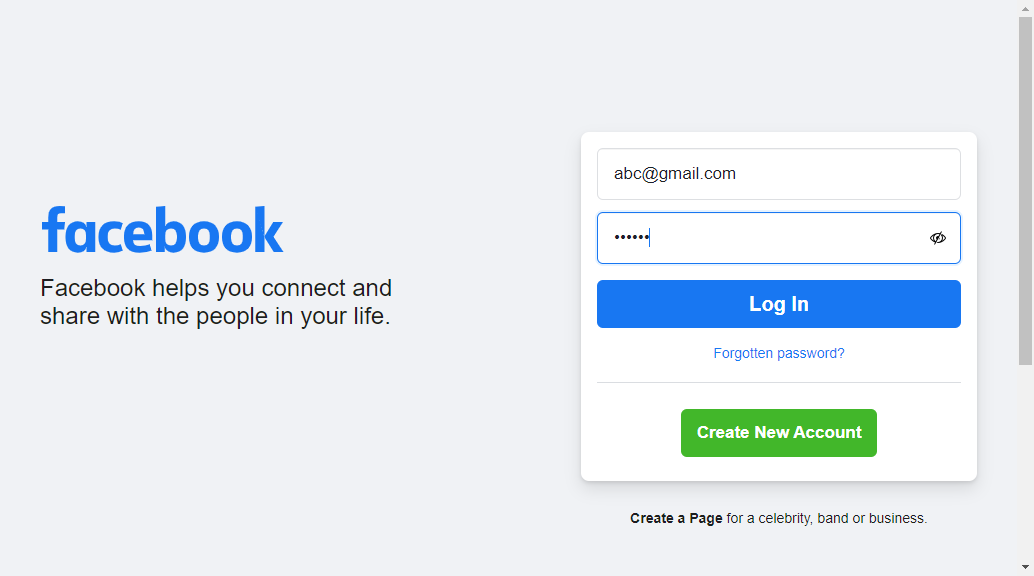 facebook
Facebook helps you connect and
share with the people in your life.
abc@gmail.com
••••••
Log In
Forgotten password?
Create New Account
Create a Page for a celebrity, band or business.